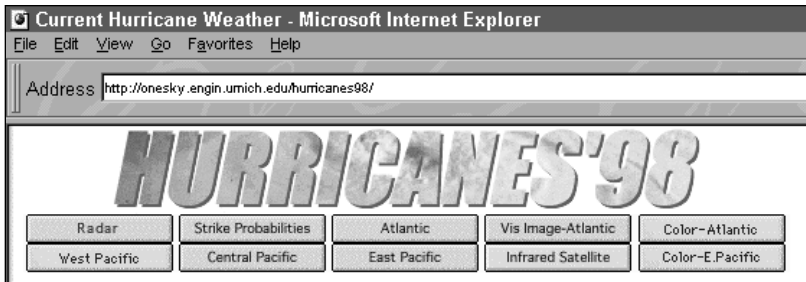 Current Hurricane Weather - Microsoft Internet Explorer
File Edit View Go Favorites Help
Address http://onesky.engin.umich.edu/hurricanes98/
HURRICANES'98
Radar Strike Probabilities Atlantic Vis Image-Atlantic Color-Atlantic
West Pacific Central Pacific East Pacific Infrared Satellite Color-E.Pacific